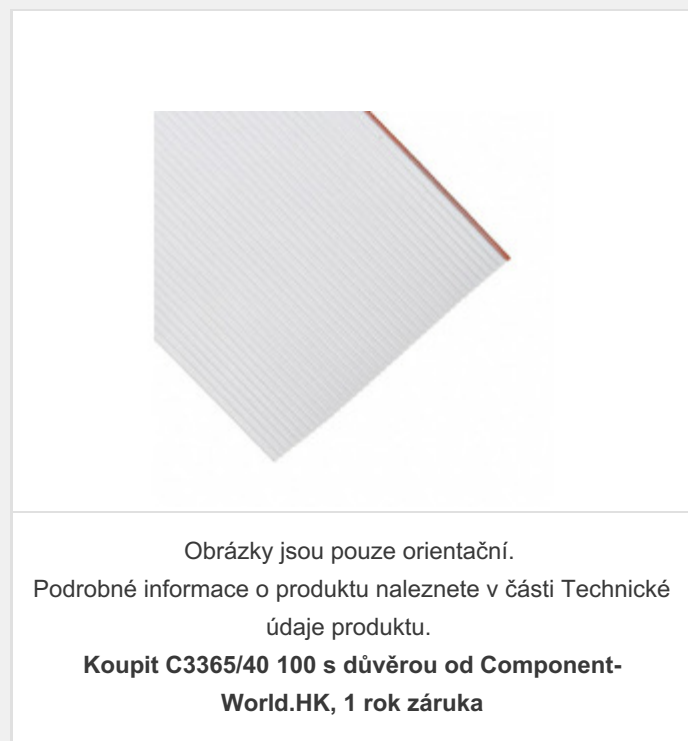 Obrázky jsou pouze orientační.
Podrobné informace o produktu naleznete v části Technické
údaje produktu.
Koupit C3365/40 100 s důvěrou od Component-
World.HK, 1 rok záruka